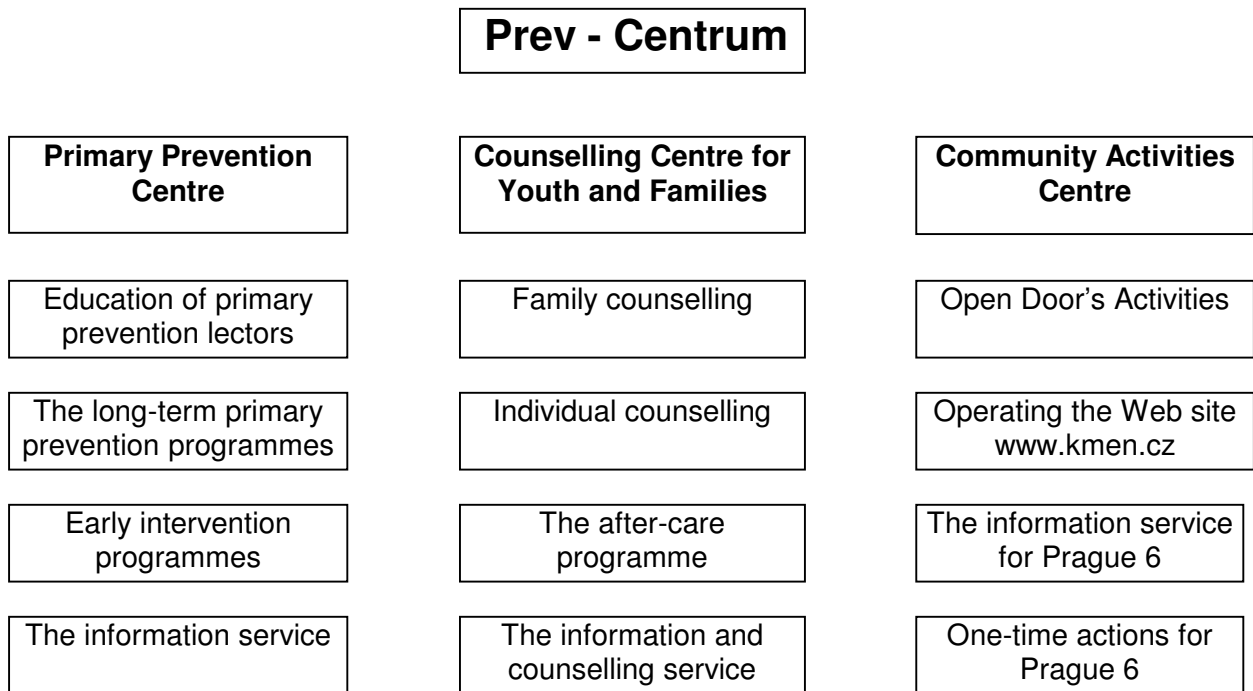 Prev - Centrum
Primary Prevention
Centre
Counselling Centre for
Youth and Families
Community Activities
Centre
Education of primary
prevention lectors
Family counselling
Open Door's Activities
The long-term primary
prevention programmes
Individual counselling
Operating the Web site
www.kmen.cz
Early intervention
programmes
The after-care
programme
The information service
for Prague 6
The information service
The information and
counselling service
One-time actions for
Prague 6